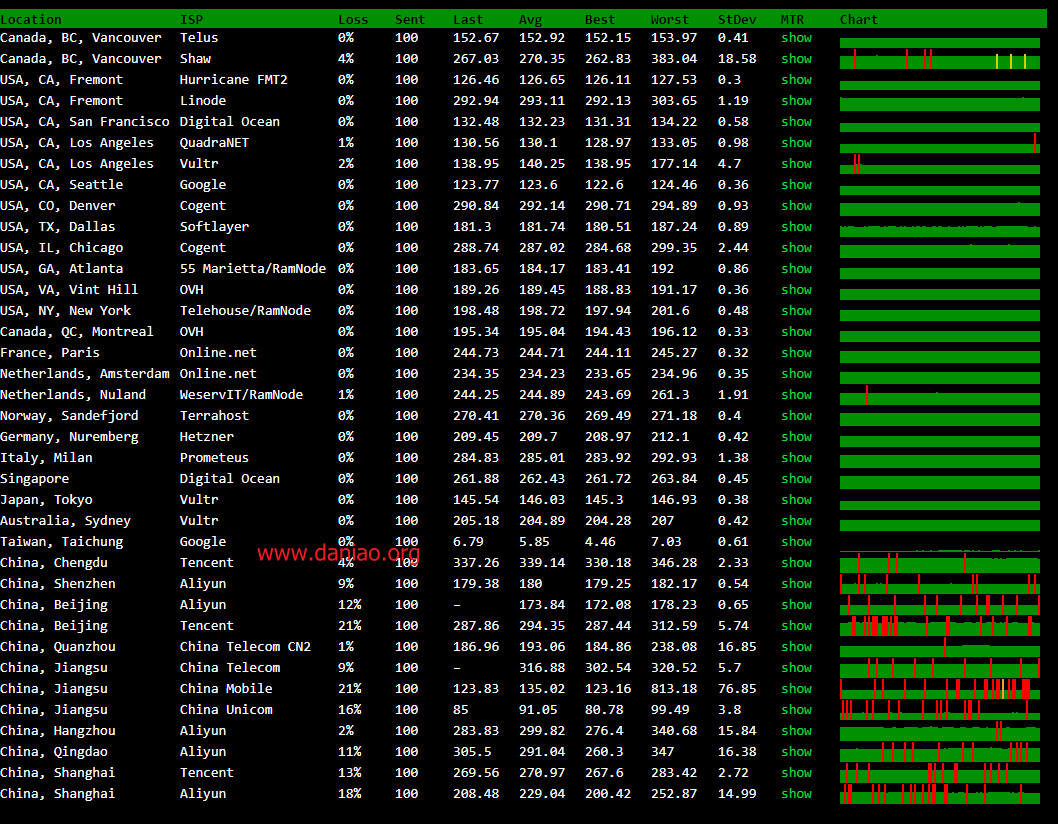 Location ISP Loss Sent Last Avg Best Worst StDev MTR Chart
Canada, BC, Vancouver Telus 0% 100 152.67 152.92 152.15 153.97 0.41 show
Canada, BC, Vancouver Shaw 4% 100 267.03 270.35 262.83 383.04 18.58 show
USA, CA, Fremont Hurricane FMT2 0% 100 126.46 126.65 126.11 127.53 0.3 show
USA, CA, Fremont Linode 0% 100 292.94 293.11 292.13 303.65 1.19 show
USA, CA, San Francisco Digital Ocean 0% 100 132.48 132.23 131.31 134.22 0.58 show
USA, CA, Los Angeles QuadraNET 1% 100 130.56 130.1 128.97 133.05 0.98 show
USA, CA, Los Angeles Vultr 2% 100 138.95 140.25 138.95 177.14 4.7 show
USA, CA, Seattle Google 0% 100 123.77 123.6 122.6 124.46 0.36 show
USA, CO, Denver Cogent 0% 100 290.84 292.14 290.71 294.89 0.93 show
USA, TX, Dallas Softlayer 0% 100 181.3 181.74 180.51 187.24 0.89 show
USA, IL, Chicago Cogent 0% 100 288.74 287.02 284.68 299.35 2.44 show
USA, GA, Atlanta 55 Marietta/RamNode 0% 100 183.65 184.17 183.41 192 0.86 show
USA, VA, Vint Hill OVH 0% 100 189.26 189.45 188.83 191.17 0.36 show
USA, NY, New York Telehouse/RamNode 0% 100 198.48 198.72 197.94 201.6 0.48 show
Canada, QC, Montreal OVH 0% 100 195.34 195.04 194.43 196.12 0.33 show
France, Paris Online.net 0% 100 244.73 244.71 244.11 245.27 0.32 show
Netherlands, Amsterdam Online.net 0% 100 234.35 234.23 233.65 234.96 0.35 show
Netherlands, Nuland WeservIT/RamNode 1% 100 244.25 244.89 243.69 261.3 1.91 show
Norway, Sandefjord Terrahost 0% 100 270.41 270.36 269.49 271.18 0.4 show
Germany, Nuremberg Hetzner 0% 100 209.45 209.7 208.97 212.1 0.42 show
Italy, Milan Prometeus 0% 100 284.83 285.01 283.92 292.93 1.38 show
Singapore Digital Ocean 0% 100 261.88 262.43 261.72 263.84 0.45 show
Japan, Tokyo Vultr 0% 100 145.54 146.03 145.3 146.93 0.38 show
Australia, Sydney Vultr 0% 100 205.18 204.89 204.28 207 0.42 show
Taiwan, Taichung Google 0% 100 6.79 5.85 4.46 7.03 0.61 show
www.daniao.org
China, Chengdu Tencent 4% 100 337.26 339.14 330.18 346.28 2.33 show
China, Shenzhen Aliyun 9% 100 179.38 180 179.25 182.17 0.54 show
China, Beijing Aliyun 12% 100 – 173.84 172.08 178.23 0.65 show
China, Beijing Tencent 21% 100 287.86 294.35 287.44 312.59 5.74 show
China, Quanzhou China Telecom CN2 1% 100 186.96 193.06 184.86 238.08 16.85 show
China, Jiangsu China Telecom 9% 100 – 316.88 302.54 320.52 5.7 show
China, Jiangsu China Mobile 21% 100 123.83 135.02 123.16 813.18 76.85 show
China, Jiangsu China Unicom 16% 100 85 91.05 80.78 99.49 3.8 show
China, Hangzhou Aliyun 2% 100 283.83 299.82 276.4 340.68 15.84 show
China, Qingdao Aliyun 11% 100 305.5 291.04 260.3 347 16.38 show
China, Shanghai Tencent 13% 100 269.56 270.97 267.6 283.42 2.72 show
China, Shanghai Aliyun 18% 100 208.48 229.04 200.42 252.87 14.99 show